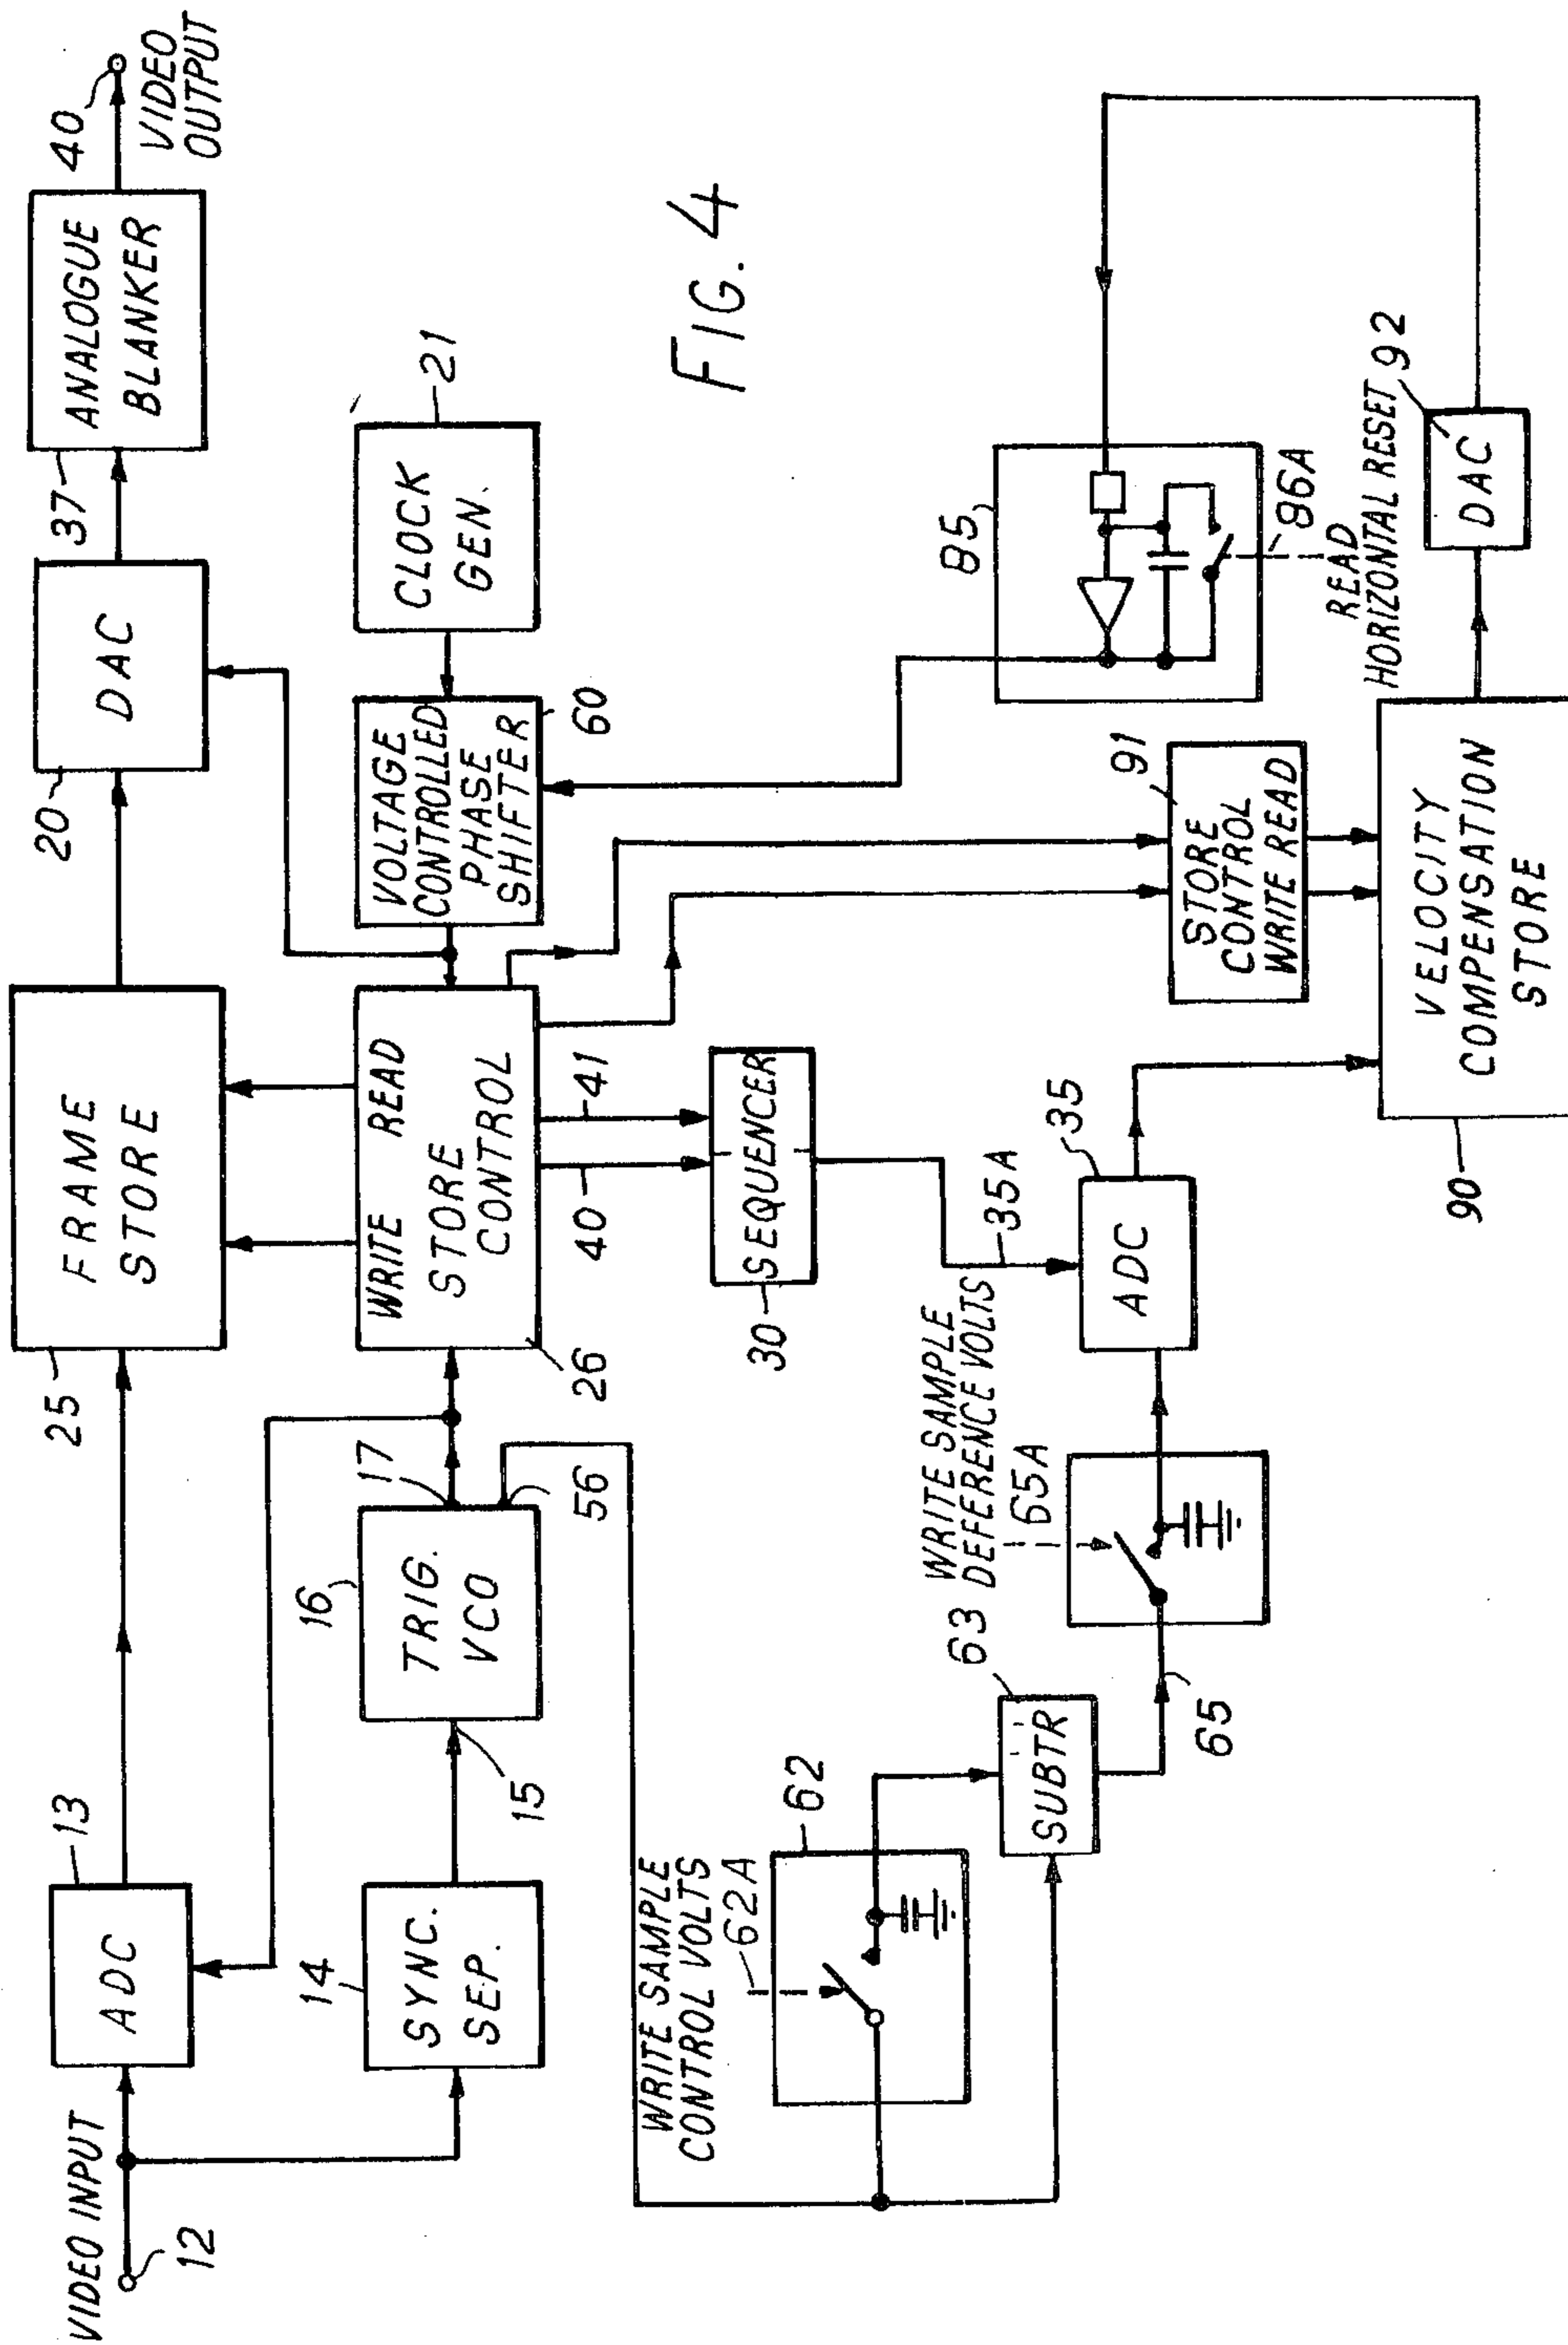 VIDEO INPUT
12
ADC
13
FRAME
STORE
25
DAC
20
ANALOGUE
BLANKER
37
40
VIDEO
OUTPUT
SYNC.
SEP.
14
15
TRIG.
VCO
16
17
56
WRITE READ
STORE
CONTROL
26
VOLTAGE
CONTROLLED
PHASE
SHIFTER
60
CLOCK
GEN.
21
40
41
SEQUENCER
30
35A
WRITE SAMPLE
CONTROL VOLTS
62A
62
SUBTR
63
65
WRITE SAMPLE
DEFERENCE VOLTS
65A
ADC
35
STORE
CONTROL
WRITE READ
91
VELOCITY
COMPENSATION
STORE
90
85
86A
READ
HORIZONTAL RESET
DAC
92
FIG. 4